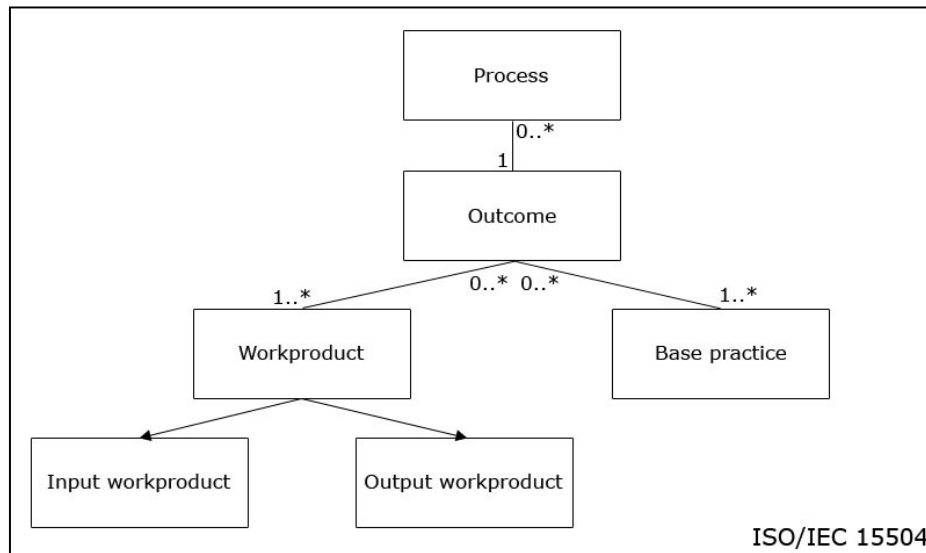 Process
0..*
1
Outcome
0..* 0..*
1..*
1..*
Workproduct
Base practice
Input workproduct
Output workproduct
ISO/IEC 15504